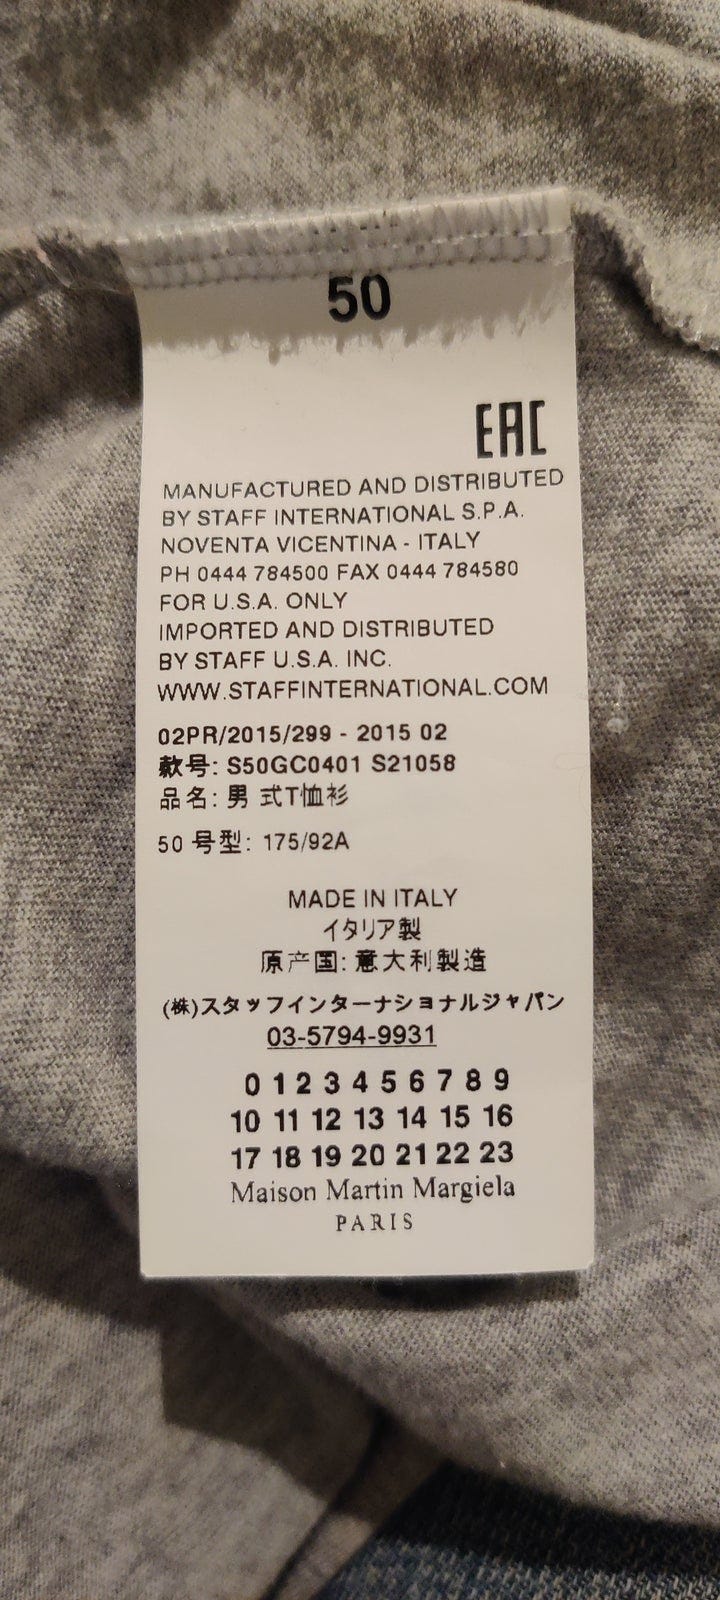 50
EAC
MANUFACTURED AND DISTRIBUTED
BY STAFF INTERNATIONAL S.P.A.
NOVENTA VICENTINA - ITALY
PH 0444 784500 FAX 0444 784580
FOR U.S.A. ONLY
IMPORTED AND DISTRIBUTED
BY STAFF U.S.A. INC.
WWW.STAFFINTERNATIONAL.COM
02PR/2015/299 - 2015 02
款号: S50GC0401 S21058
品名: 男 式T恤衫
50 号型: 175/92A
MADE IN ITALY
イタリア製
原产国: 意大利製造
(株)スタッフインターナショナルジャパン
03-5794-9931
0 1 2 3 4 5 6 7 8 9
10 11 12 13 14 15 16
17 18 19 20 21 22 23
Maison Martin Margiela
PARIS